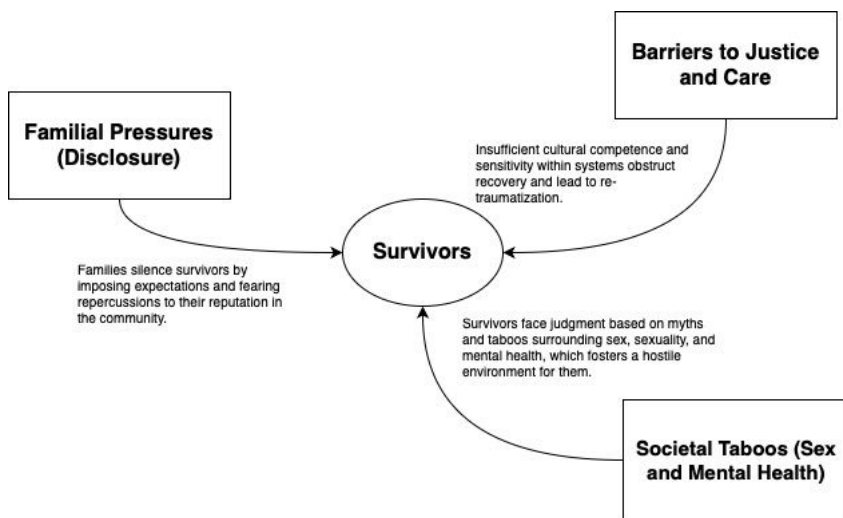 Barriers to Justice
and Care
Familial Pressures
(Disclosure)
Insufficient cultural competence and
sensitivity within systems obstruct
recovery and lead to re-
traumatization.
Survivors
Families silence survivors by
imposing expectations and fearing
repercussions to their reputation in
the community.
Survivors face judgment based on myths
and taboos surrounding sex, sexuality, and
mental health, which fosters a hostile
environment for them.
Societal Taboos (Sex
and Mental Health)